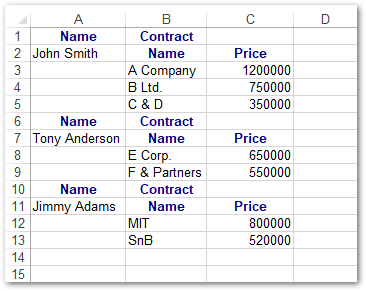 A B C D
1 Name Contract
2 John Smith Name Price
3 A Company 1200000
4 B Ltd. 750000
5 C & D 350000
6 Name Contract
7 Tony Anderson Name Price
8 E Corp. 650000
9 F & Partners 550000
10 Name Contract
11 Jimmy Adams Name Price
12 MIT 800000
13 SnB 520000
14
15